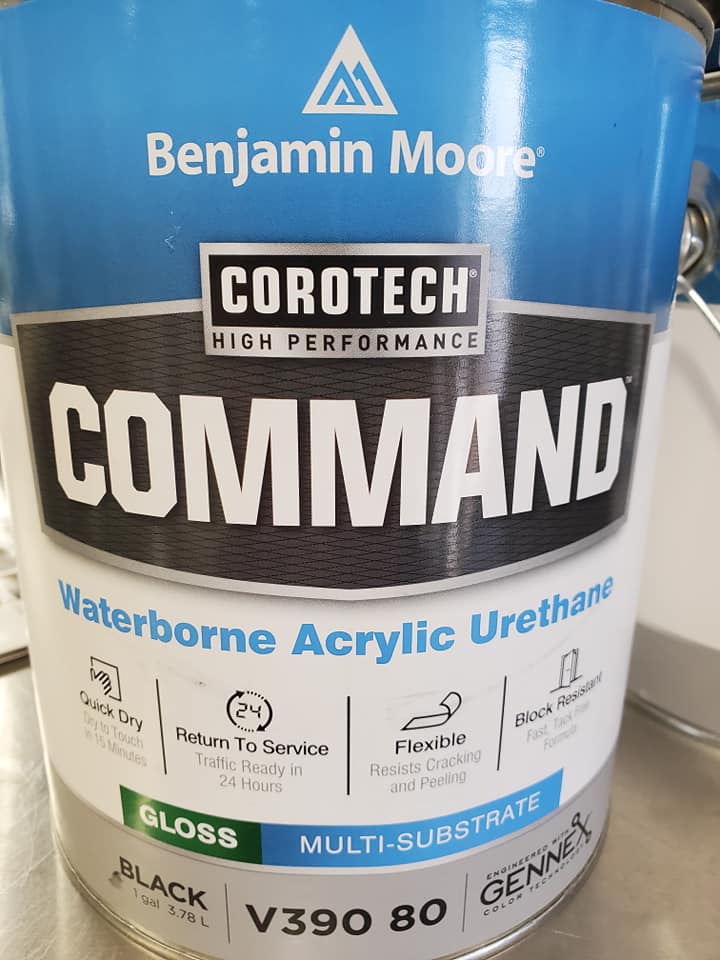 Benjamin Moore®
COROTECH®
HIGH PERFORMANCE
COMMAND™
Waterborne Acrylic Urethane
Quick Dry
Dry to Touch
in 15 Minutes
24
Return To Service
Traffic Ready in
24 Hours
Flexible
Resists Cracking
and Peeling
Block Resistant
Fast, Tack Free
Formula
GLOSS
MULTI-SUBSTRATE
BLACK
1 gal 3.78 L
V390 80
ENGINEERED WITH
GENNEX
COLOR TECHNOLOGY